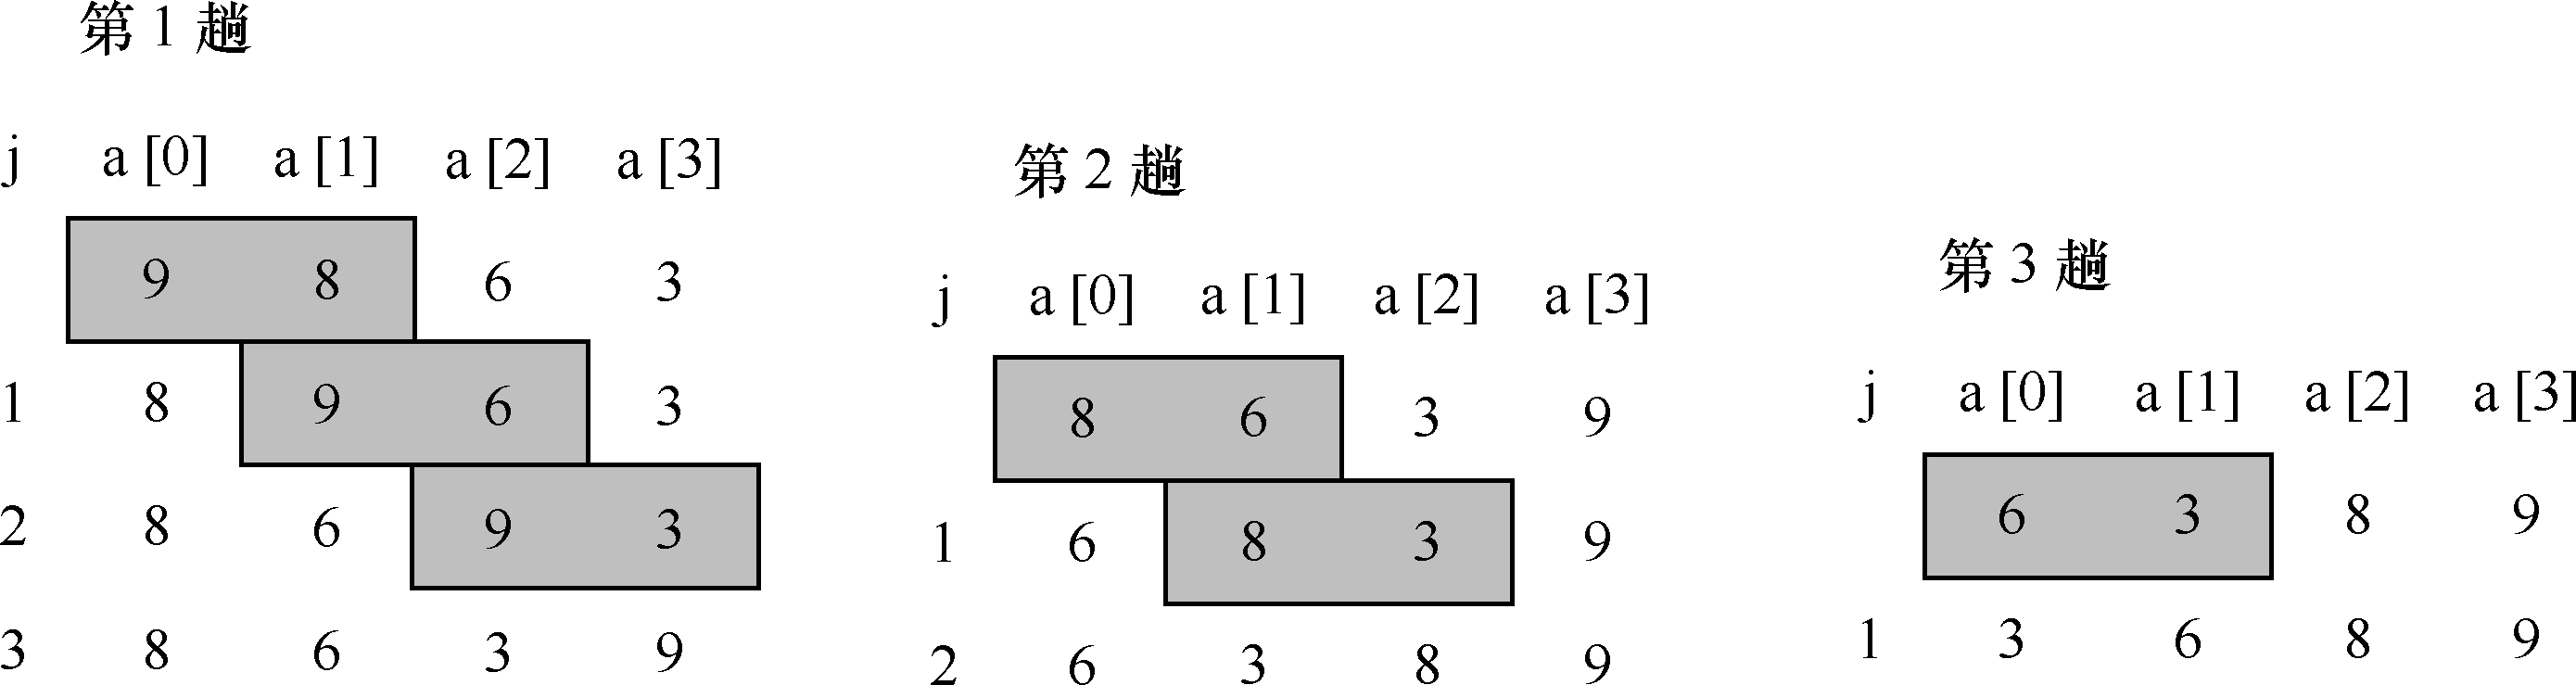 第 1 趟
j a [0] a [1] a [2] a [3]
9 8 6 3
1 8 9 6 3
2 8 6 9 3
3 8 6 3 9
第 2 趟
j a [0] a [1] a [2] a [3]
8 6 3 9
1 6 8 3 9
2 6 3 8 9
第 3 趟
j a [0] a [1] a [2] a [3]
6 3 8 9
1 3 6 8 9